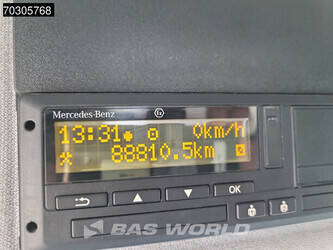 70305768
Mercedes-Benz
13:31 0km/h
88810.5km
OK
BAS WORLD